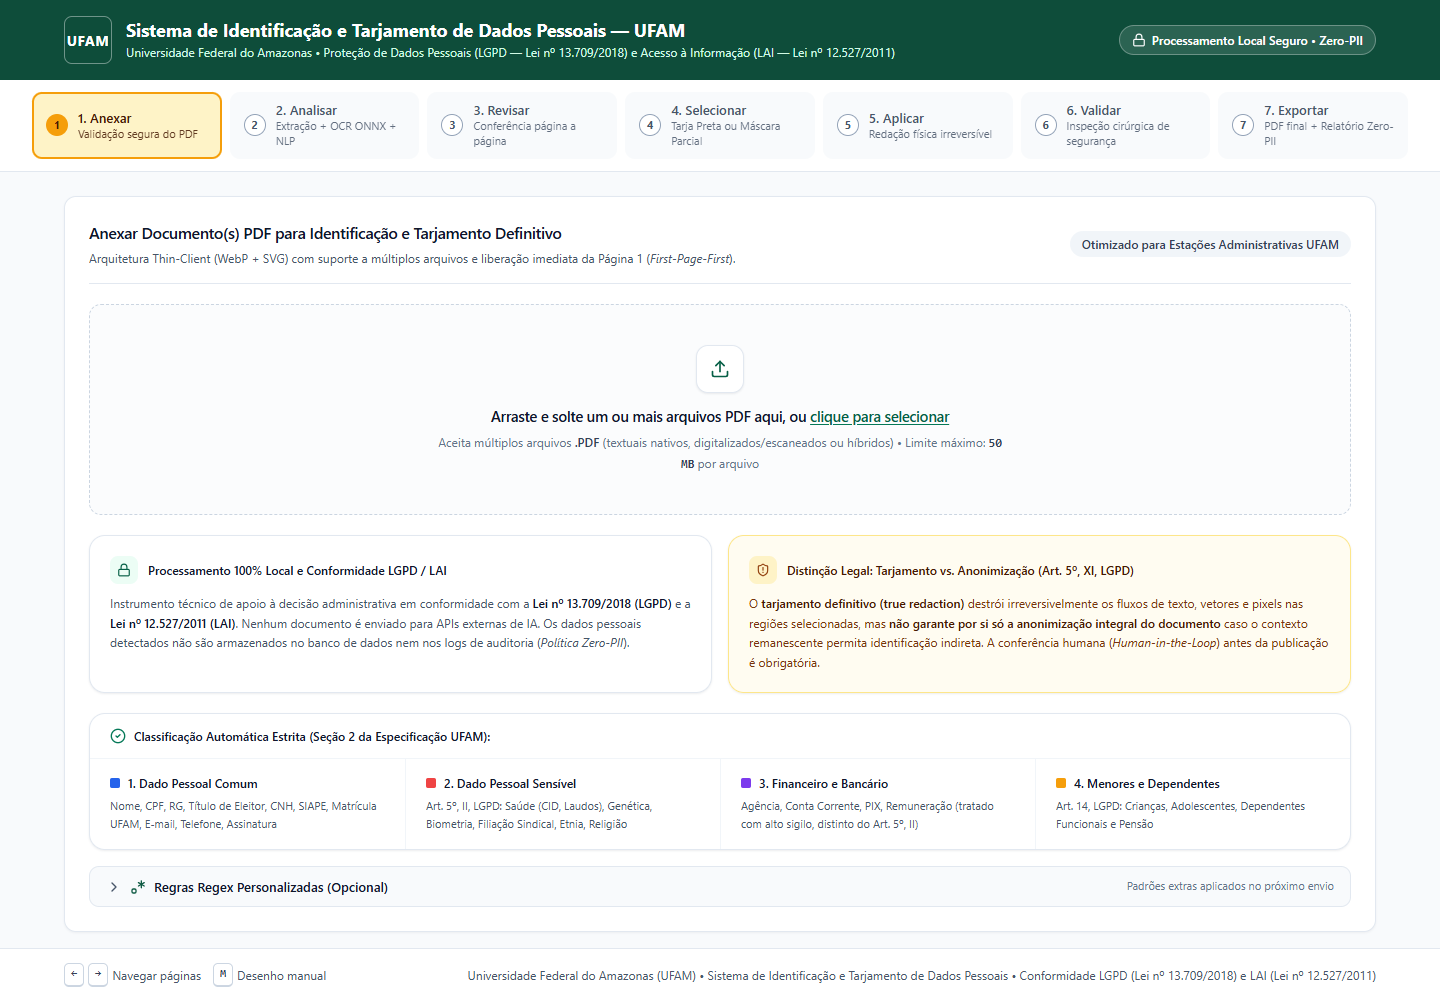 UFAM
Sistema de Identificação e Tarjamento de Dados Pessoais — UFAM
Universidade Federal do Amazonas • Proteção de Dados Pessoais (LGPD — Lei nº 13.709/2018) e Acesso à Informação (LAI — Lei nº 12.527/2011)
Processamento Local Seguro • Zero-PII
1
1. Anexar
Validação segura do PDF
2
2. Analisar
Extração + OCR ONNX +
NLP
3
3. Revisar
Conferência página a
página
4
4. Selecionar
Tarja Preta ou Máscara
Parcial
5
5. Aplicar
Redação física irreversível
6
6. Validar
Inspeção cirúrgica de
segurança
7
7. Exportar
PDF final + Relatório Zero-
PII
Anexar Documento(s) PDF para Identificação e Tarjamento Definitivo
Arquitetura Thin-Client (WebP + SVG) com suporte a múltiplos arquivos e liberação imediata da Página 1 (First-Page-First).
Otimizado para Estações Administrativas UFAM
Arraste e solte um ou mais arquivos PDF aqui, ou clique para selecionar
Aceita múltiplos arquivos .PDF (textuais nativos, digitalizados/escaneados ou híbridos) • Limite máximo: 50
MB por arquivo
Processamento 100% Local e Conformidade LGPD / LAI
Instrumento técnico de apoio à decisão administrativa em conformidade com a Lei nº 13.709/2018 (LGPD) e a
Lei nº 12.527/2011 (LAI). Nenhum documento é enviado para APIs externas de IA. Os dados pessoais
detectados não são armazenados no banco de dados nem nos logs de auditoria (Política Zero-PII).
Distinção Legal: Tarjamento vs. Anonimização (Art. 5º, XI, LGPD)
O tarjamento definitivo (true redaction) destrói irreversivelmente os fluxos de texto, vetores e pixels nas
regiões selecionadas, mas não garante por si só a anonimização integral do documento caso o contexto
remanescente permita identificação indireta. A conferência humana (Human-in-the-Loop) antes da publicação
é obrigatória.
Classificação Automática Estrita (Seção 2 da Especificação UFAM):
1. Dado Pessoal Comum
Nome, CPF, RG, Título de Eleitor, CNH, SIAPE, Matrícula
UFAM, E-mail, Telefone, Assinatura
2. Dado Pessoal Sensível
Art. 5º, II, LGPD: Saúde (CID, Laudos), Genética,
Biometria, Filiação Sindical, Etnia, Religião
3. Financeiro e Bancário
Agência, Conta Corrente, PIX, Remuneração (tratado
com alto sigilo, distinto do Art. 5º, II)
4. Menores e Dependentes
Art. 14, LGPD: Crianças, Adolescentes, Dependentes
Funcionais e Pensão
Regras Regex Personalizadas (Opcional)
Padrões extras aplicados no próximo envio
← → Navegar páginas M Desenho manual
Universidade Federal do Amazonas (UFAM) • Sistema de Identificação e Tarjamento de Dados Pessoais • Conformidade LGPD (Lei nº 13.709/2018) e LAI (Lei nº 12.527/2011)